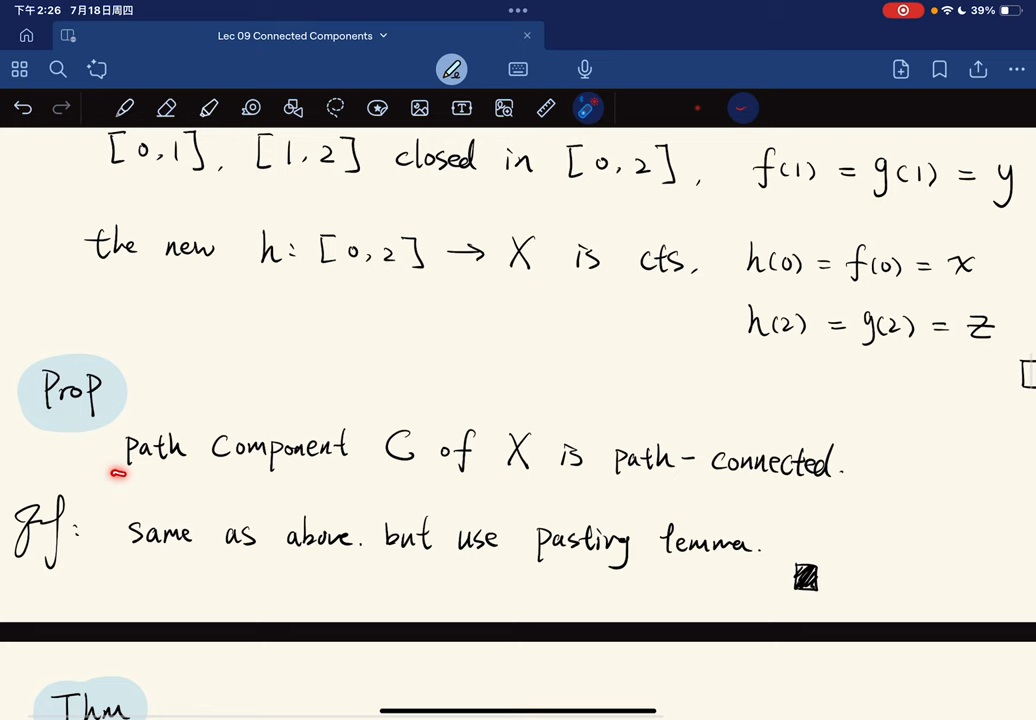 下午2:26 7月18日周四
39%
Lec 09 Connected Components
[0,1], [1,2] closed in [0,2], f(1) = g(1) = y
the new h: [0,2] → X is cts, h(0) = f(0) = x
h(2) = g(2) = z
Prop
path component C of X is path-connected.
pf: same as above. but use pasting lemma.
Thm